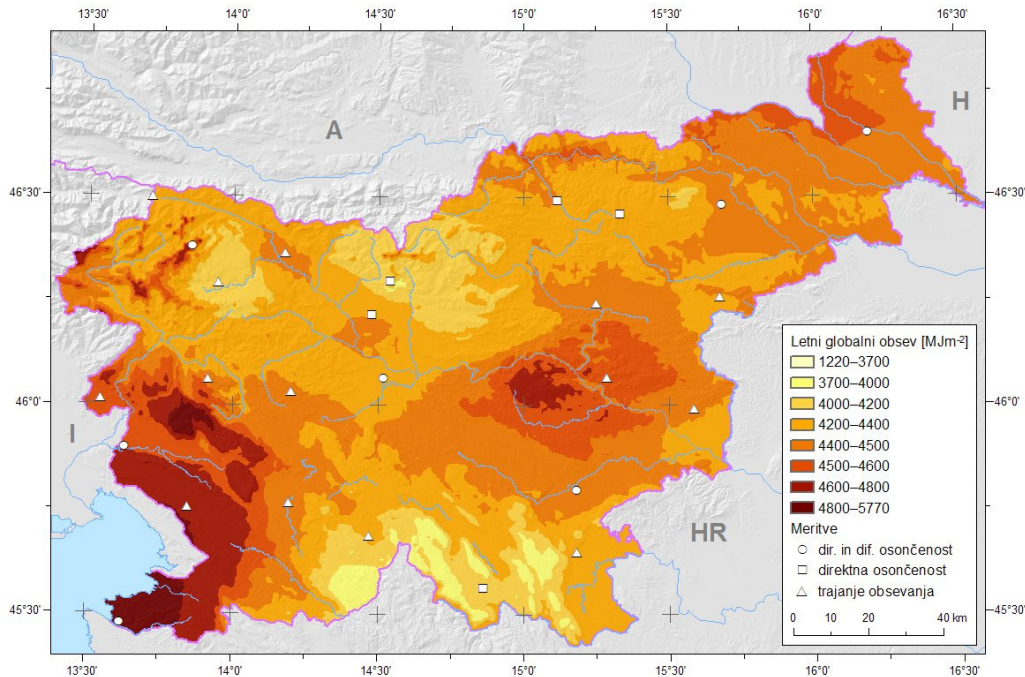 13°30' 14°0' 14°30' 15°0' 15°30' 16°0' 16°30'
A
H
46°30' 46°30'
Letni globalni obsev [MJm-2]
1220–3700
3700–4000
4000–4200
4200–4400
4400–4500
4500–4600
4600–4800
4800–5770
Meritve
dir. in dif. osončenost
direktna osončenost
trajanje obsevanja
0 10 20 40 km
46°0' 46°0'
I
HR
45°30' 45°30'
13°30' 14°0' 14°30' 15°0' 15°30' 16°0' 16°30'